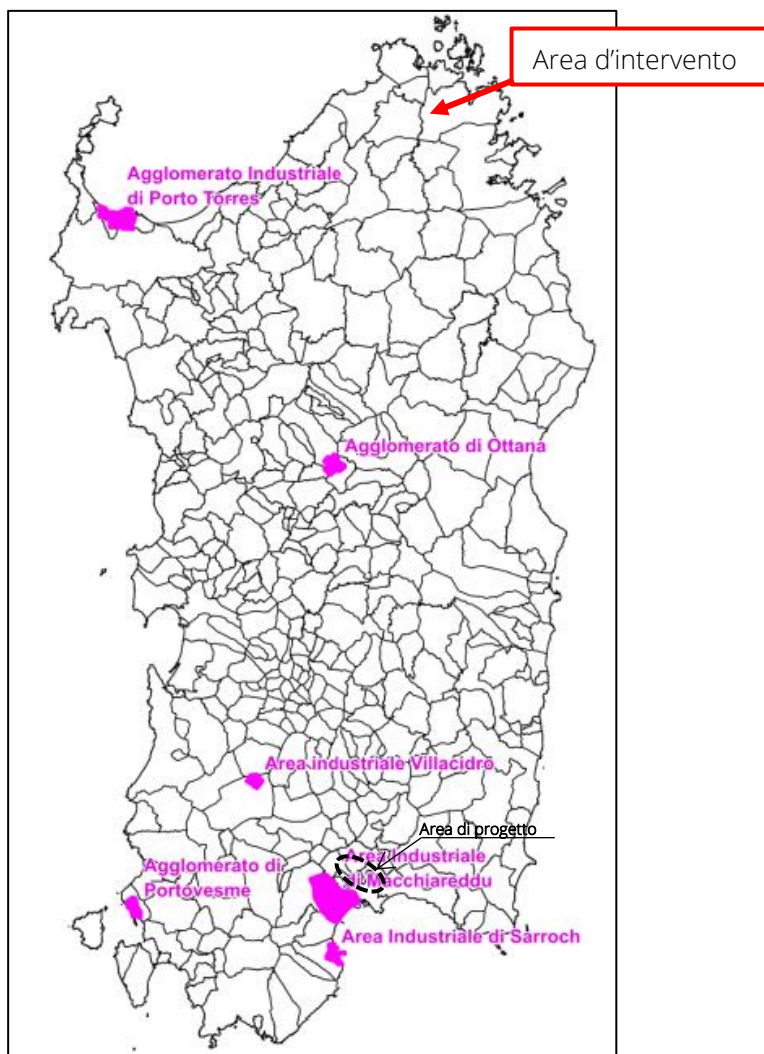 Area d'intervento
Agglomerato Industriale
di Porto Torres
Agglomerato di Ottana
Area industriale Villacidro
Area di progetto
Area Industriale
di Macchiareddu
Agglomerato di
Portovesme
Area Industriale di Sarroch